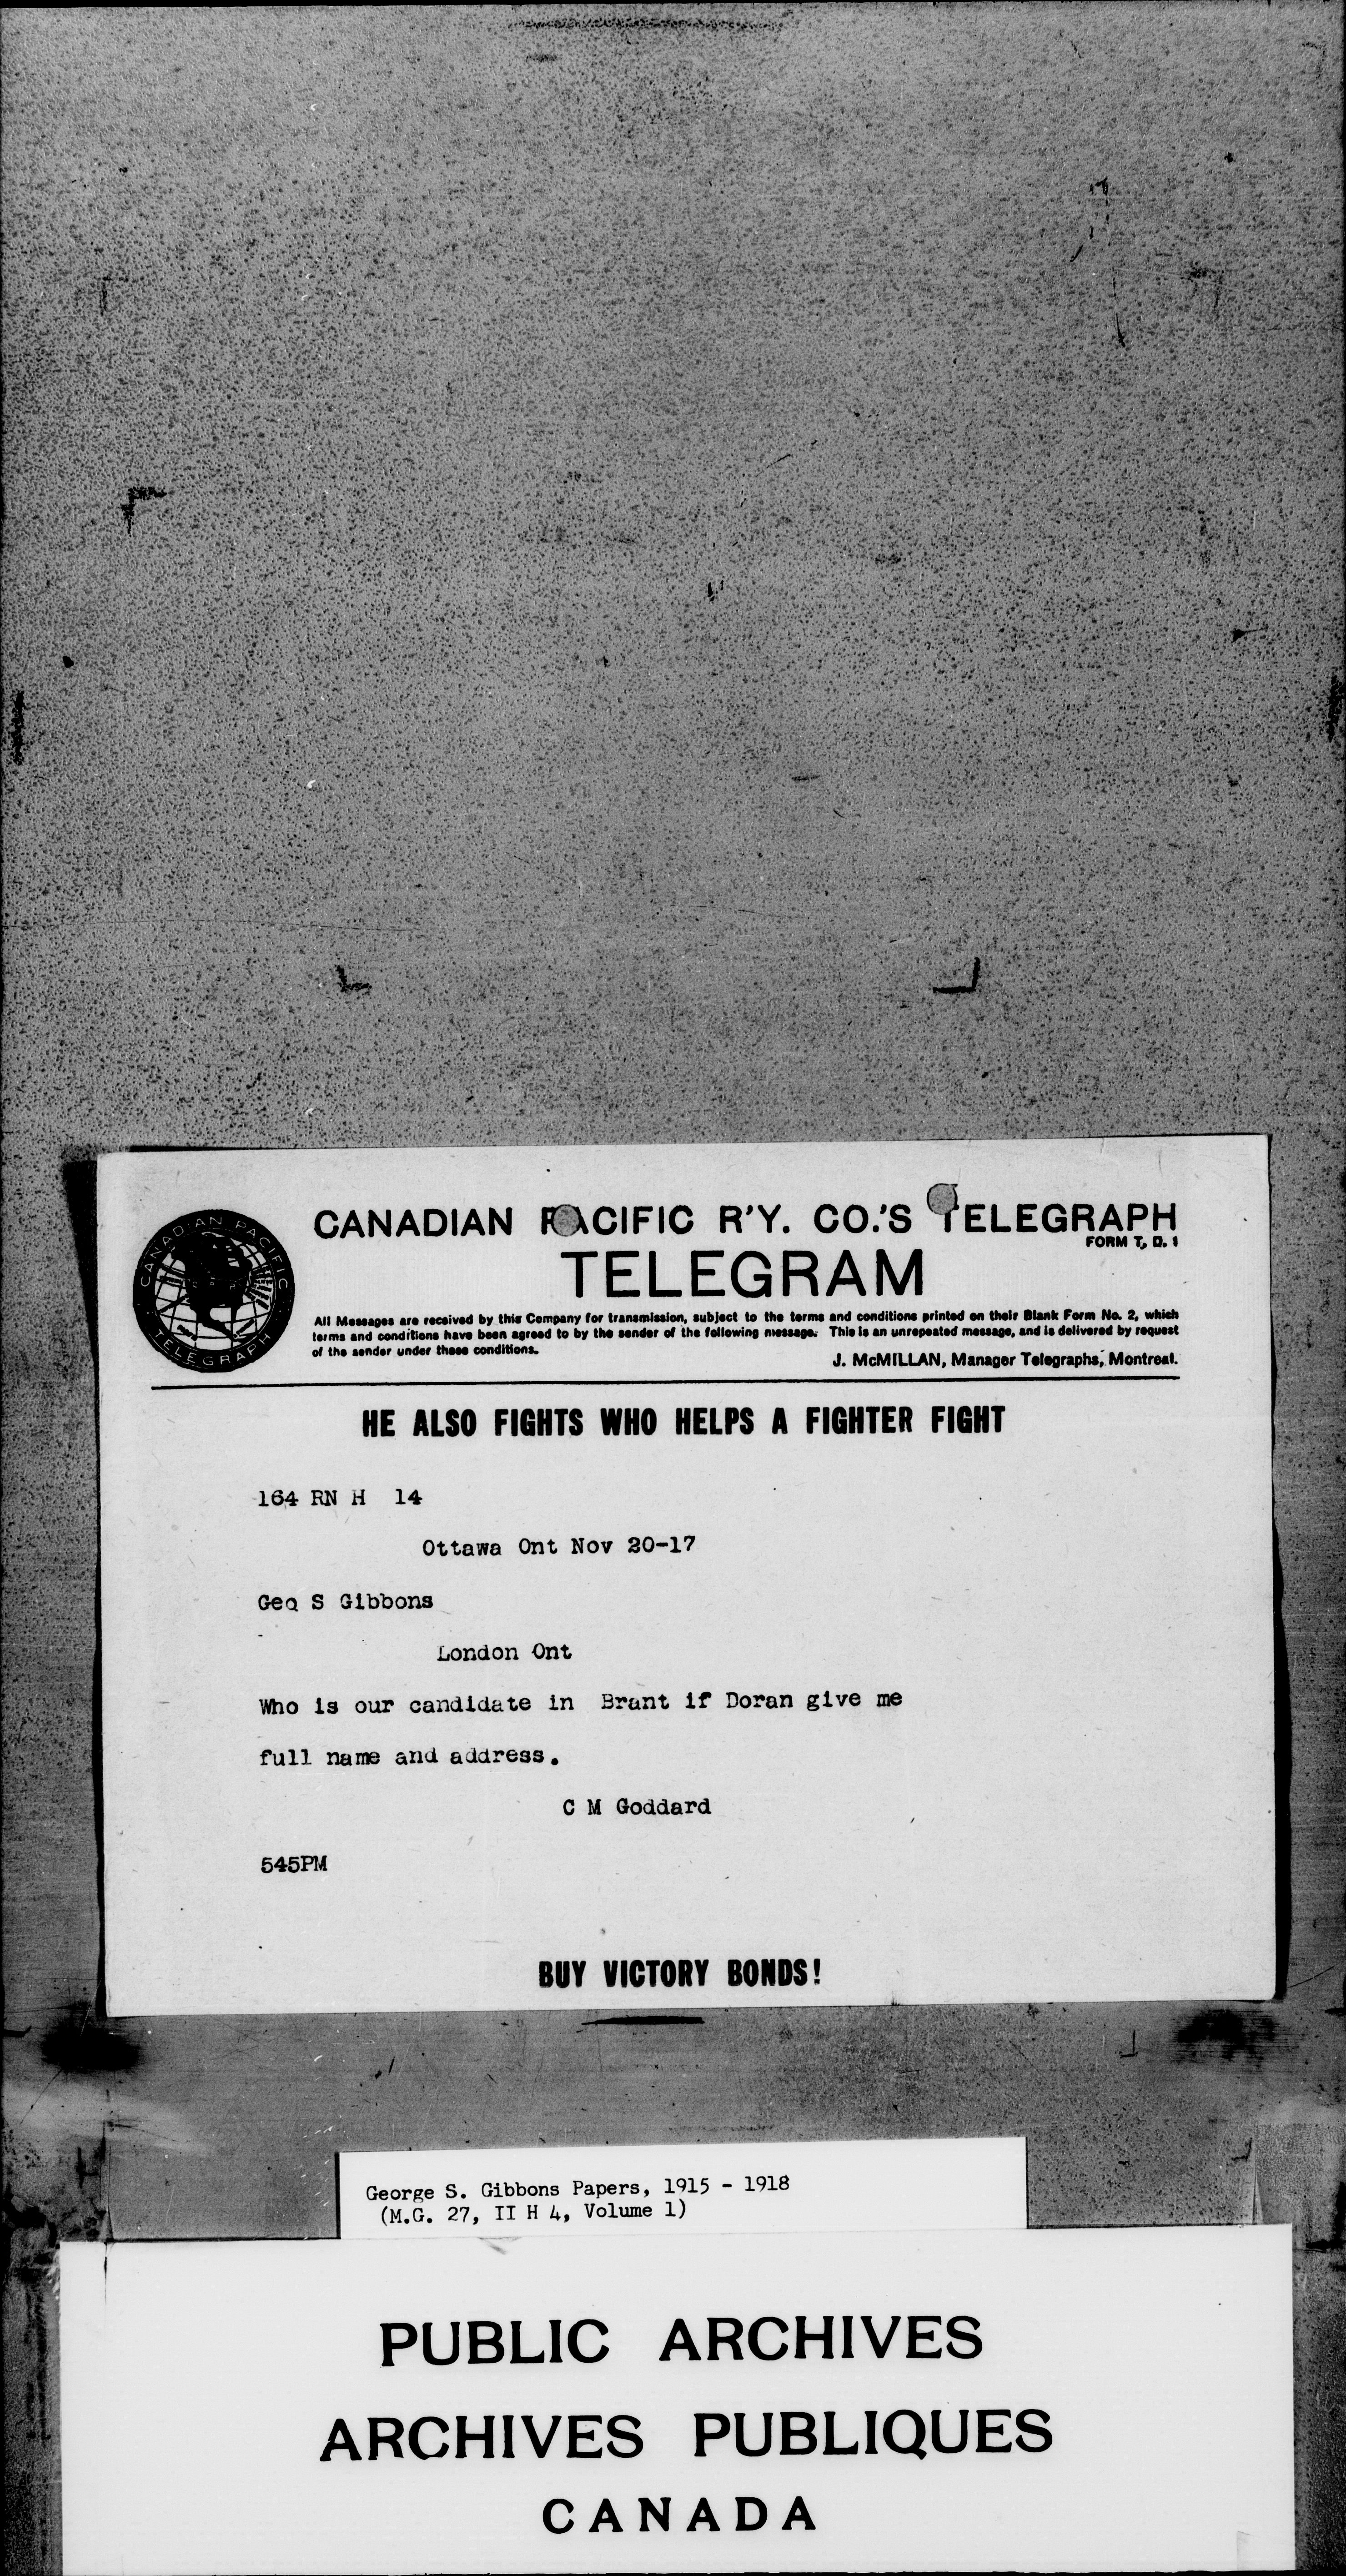 CANADIAN PACIFIC R'Y. CO.'S TELEGRAPH
FORM T. D. 1
TELEGRAM
CANADIAN PACIFIC
TELEGRAPH
All Messages are received by this Company for transmission, subject to the terms and conditions printed on their Blank Form No. 2, which
terms and conditions have been agreed to by the sender of the following message. This is an unrepeated message, and is delivered by request
of the sender under these conditions.
J. McMILLAN, Manager Telegraphs, Montreal.
HE ALSO FIGHTS WHO HELPS A FIGHTER FIGHT
164 RN H 14
Ottawa Ont Nov 20-17
Geo S Gibbons
London Ont
Who is our candidate in Brant if Doran give me
full name and address.
C M Goddard
545PM
BUY VICTORY BONDS!
George S. Gibbons Papers, 1915 - 1918
(M.G. 27, II H 4, Volume 1)
PUBLIC ARCHIVES
ARCHIVES PUBLIQUES
CANADA